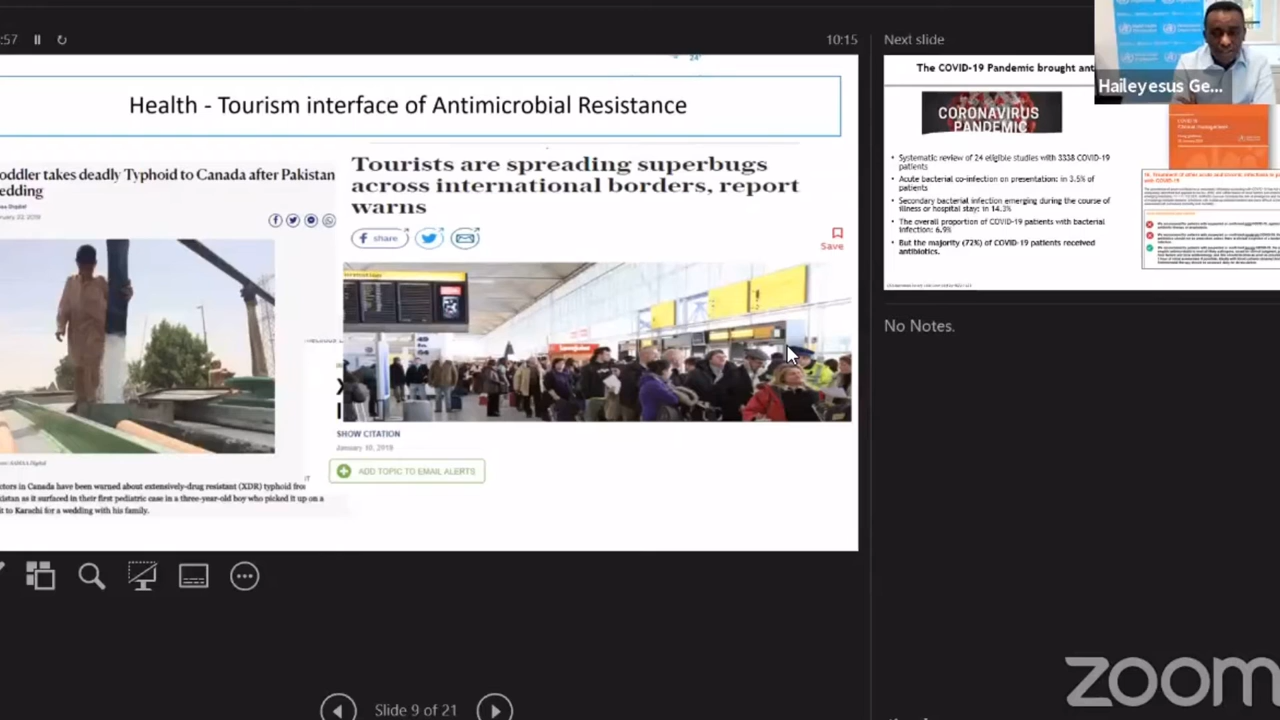 :57
10:15
Next slide
Health - Tourism interface of Antimicrobial Resistance
oddler takes deadly Typhoid to Canada after Pakistan
edding
Tourists are spreading superbugs
across international borders, report
warns
share
Save
SHOW CITATION
January 30, 2018
ADD TOPIC TO EMAIL ALERTS
ctors in Canada have been warned about extensively-drug resistant (XDR) typhoid fro
kistan as it surfaced in their first pediatric case in a three-year-old boy who picked it up on a
it to Karachi for a wedding with his family.
The COVID-19 Pandemic brought ant
CORONAVIRUS
PANDEMIC
• Systematic review of 24 eligible studies with 3338 COVID-19
patients
• Acute bacterial co-infection on presentation: in 3.5% of
patients
• Secondary bacterial infection emerging during the course of
illness or hospital stay: in 14.3%
• The overall proportion of COVID-19 patients with bacterial
infection: 6.9%
• But the majority (72%) of COVID-19 patients received
antibiotics.
Haileyesus Ge...
No Notes.
Slide 9 of 21
zoom